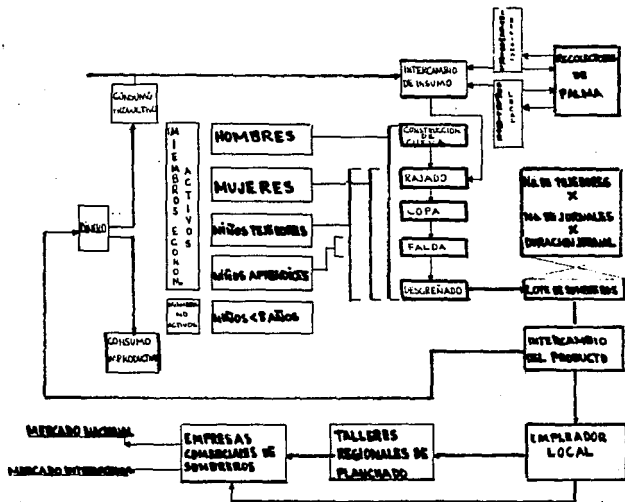 INTERCAMBIO
DE INSUMO
RECOLECTORES
DE
PALMA
CONSUMO
PRODUCTIVO
MIEMBROS ECONOM.
ACTIVOS
HOMBRES
MUJERES
NIÑOS TEJEDORES
NIÑOS APRENDICES
NIÑOS < 8 AÑOS
CONSTRUCCION
DE CUEVA
RAJADO
COPA
FALDA
DESGREÑADO
No. DE TEJEDORES
X
No. DE JORNALES
X
DURACION JORNAL
LOTE DE SOMBREROS
DINERO
CONSUMO
IMPRODUCTIVO
INTERCAMBIO
DEL PRODUCTO
EMPLEADOR
LOCAL
TALLERES
REGIONALES DE
PLANCHADO
EMPRESAS
COMERCIALES DE
SOMBREROS
MERCADO NACIONAL
MERCADO INTERNACIONAL